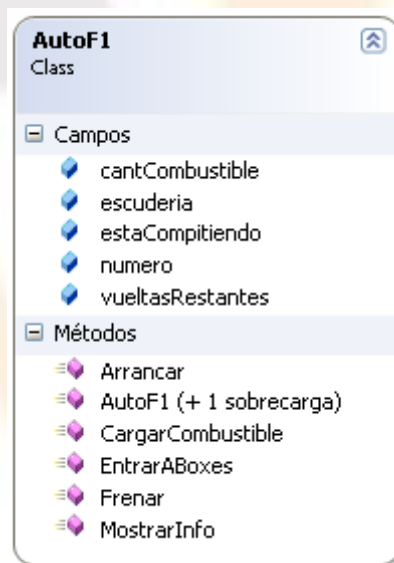 AutoF1
Class
Campos
cantCombustible
escuderia
estaCompitiendo
numero
vueltasRestantes
Métodos
Arrancar
AutoF1 (+ 1 sobrecarga)
CargarCombustible
EntrarABoxes
Frenar
MostrarInfo